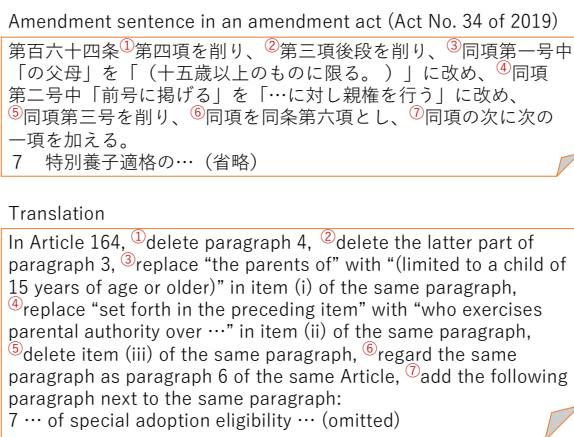 Amendment sentence in an amendment act (Act No. 34 of 2019)
第百六十四条①第四項を削り、②第三項後段を削り、③同項第一号中
「の父母」を「（十五歳以上のものに限る。）」に改め、④同項
第二号中「前号に掲げる」を「…に対し親権を行う」に改め、
⑤同項第三号を削り、⑥同項を同条第六項とし、⑦同項の次に次の
一項を加える。
７　特別養子適格の…（省略）
Translation
In Article 164, ①delete paragraph 4, ②delete the latter part of
paragraph 3, ③replace “the parents of” with “(limited to a child of
15 years of age or older)” in item (i) of the same paragraph,
④replace “set forth in the preceding item” with “who exercises
parental authority over …” in item (ii) of the same paragraph,
⑤delete item (iii) of the same paragraph, ⑥regard the same
paragraph as paragraph 6 of the same Article, ⑦add the following
paragraph next to the same paragraph:
7 … of special adoption eligibility … (omitted)